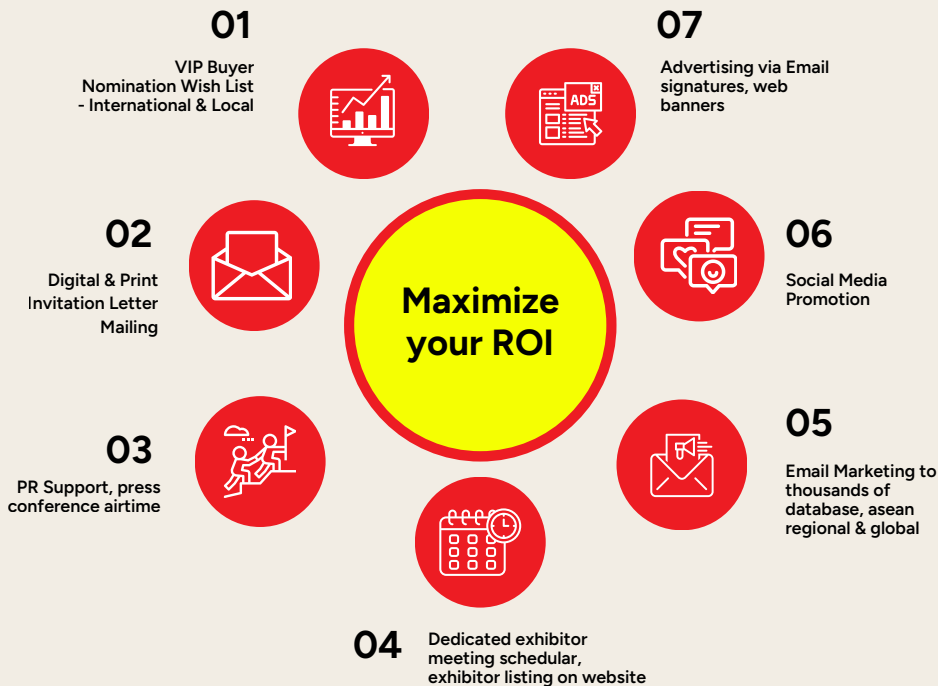 01
VIP Buyer
Nomination Wish List
- International & Local
02
Digital & Print
Invitation Letter
Mailing
03
PR Support, press
conference airtime
04
Dedicated exhibitor
meeting schedular,
exhibitor listing on website
05
Email Marketing to
thousands of
database, asean
regional & global
06
Social Media
Promotion
07
Advertising via Email
signatures, web
banners
ADS
Maximize
your ROI